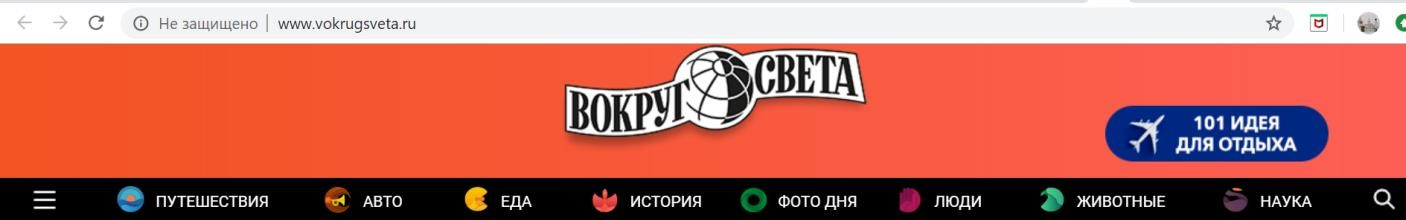 Не защищено | www.vokrugsveta.ru
ВОКРУГ СВЕТА
101 ИДЕЯ
ДЛЯ ОТДЫХА
ПУТЕШЕСТВИЯ АВТО ЕДА ИСТОРИЯ ФОТО ДНЯ ЛЮДИ ЖИВОТНЫЕ НАУКА